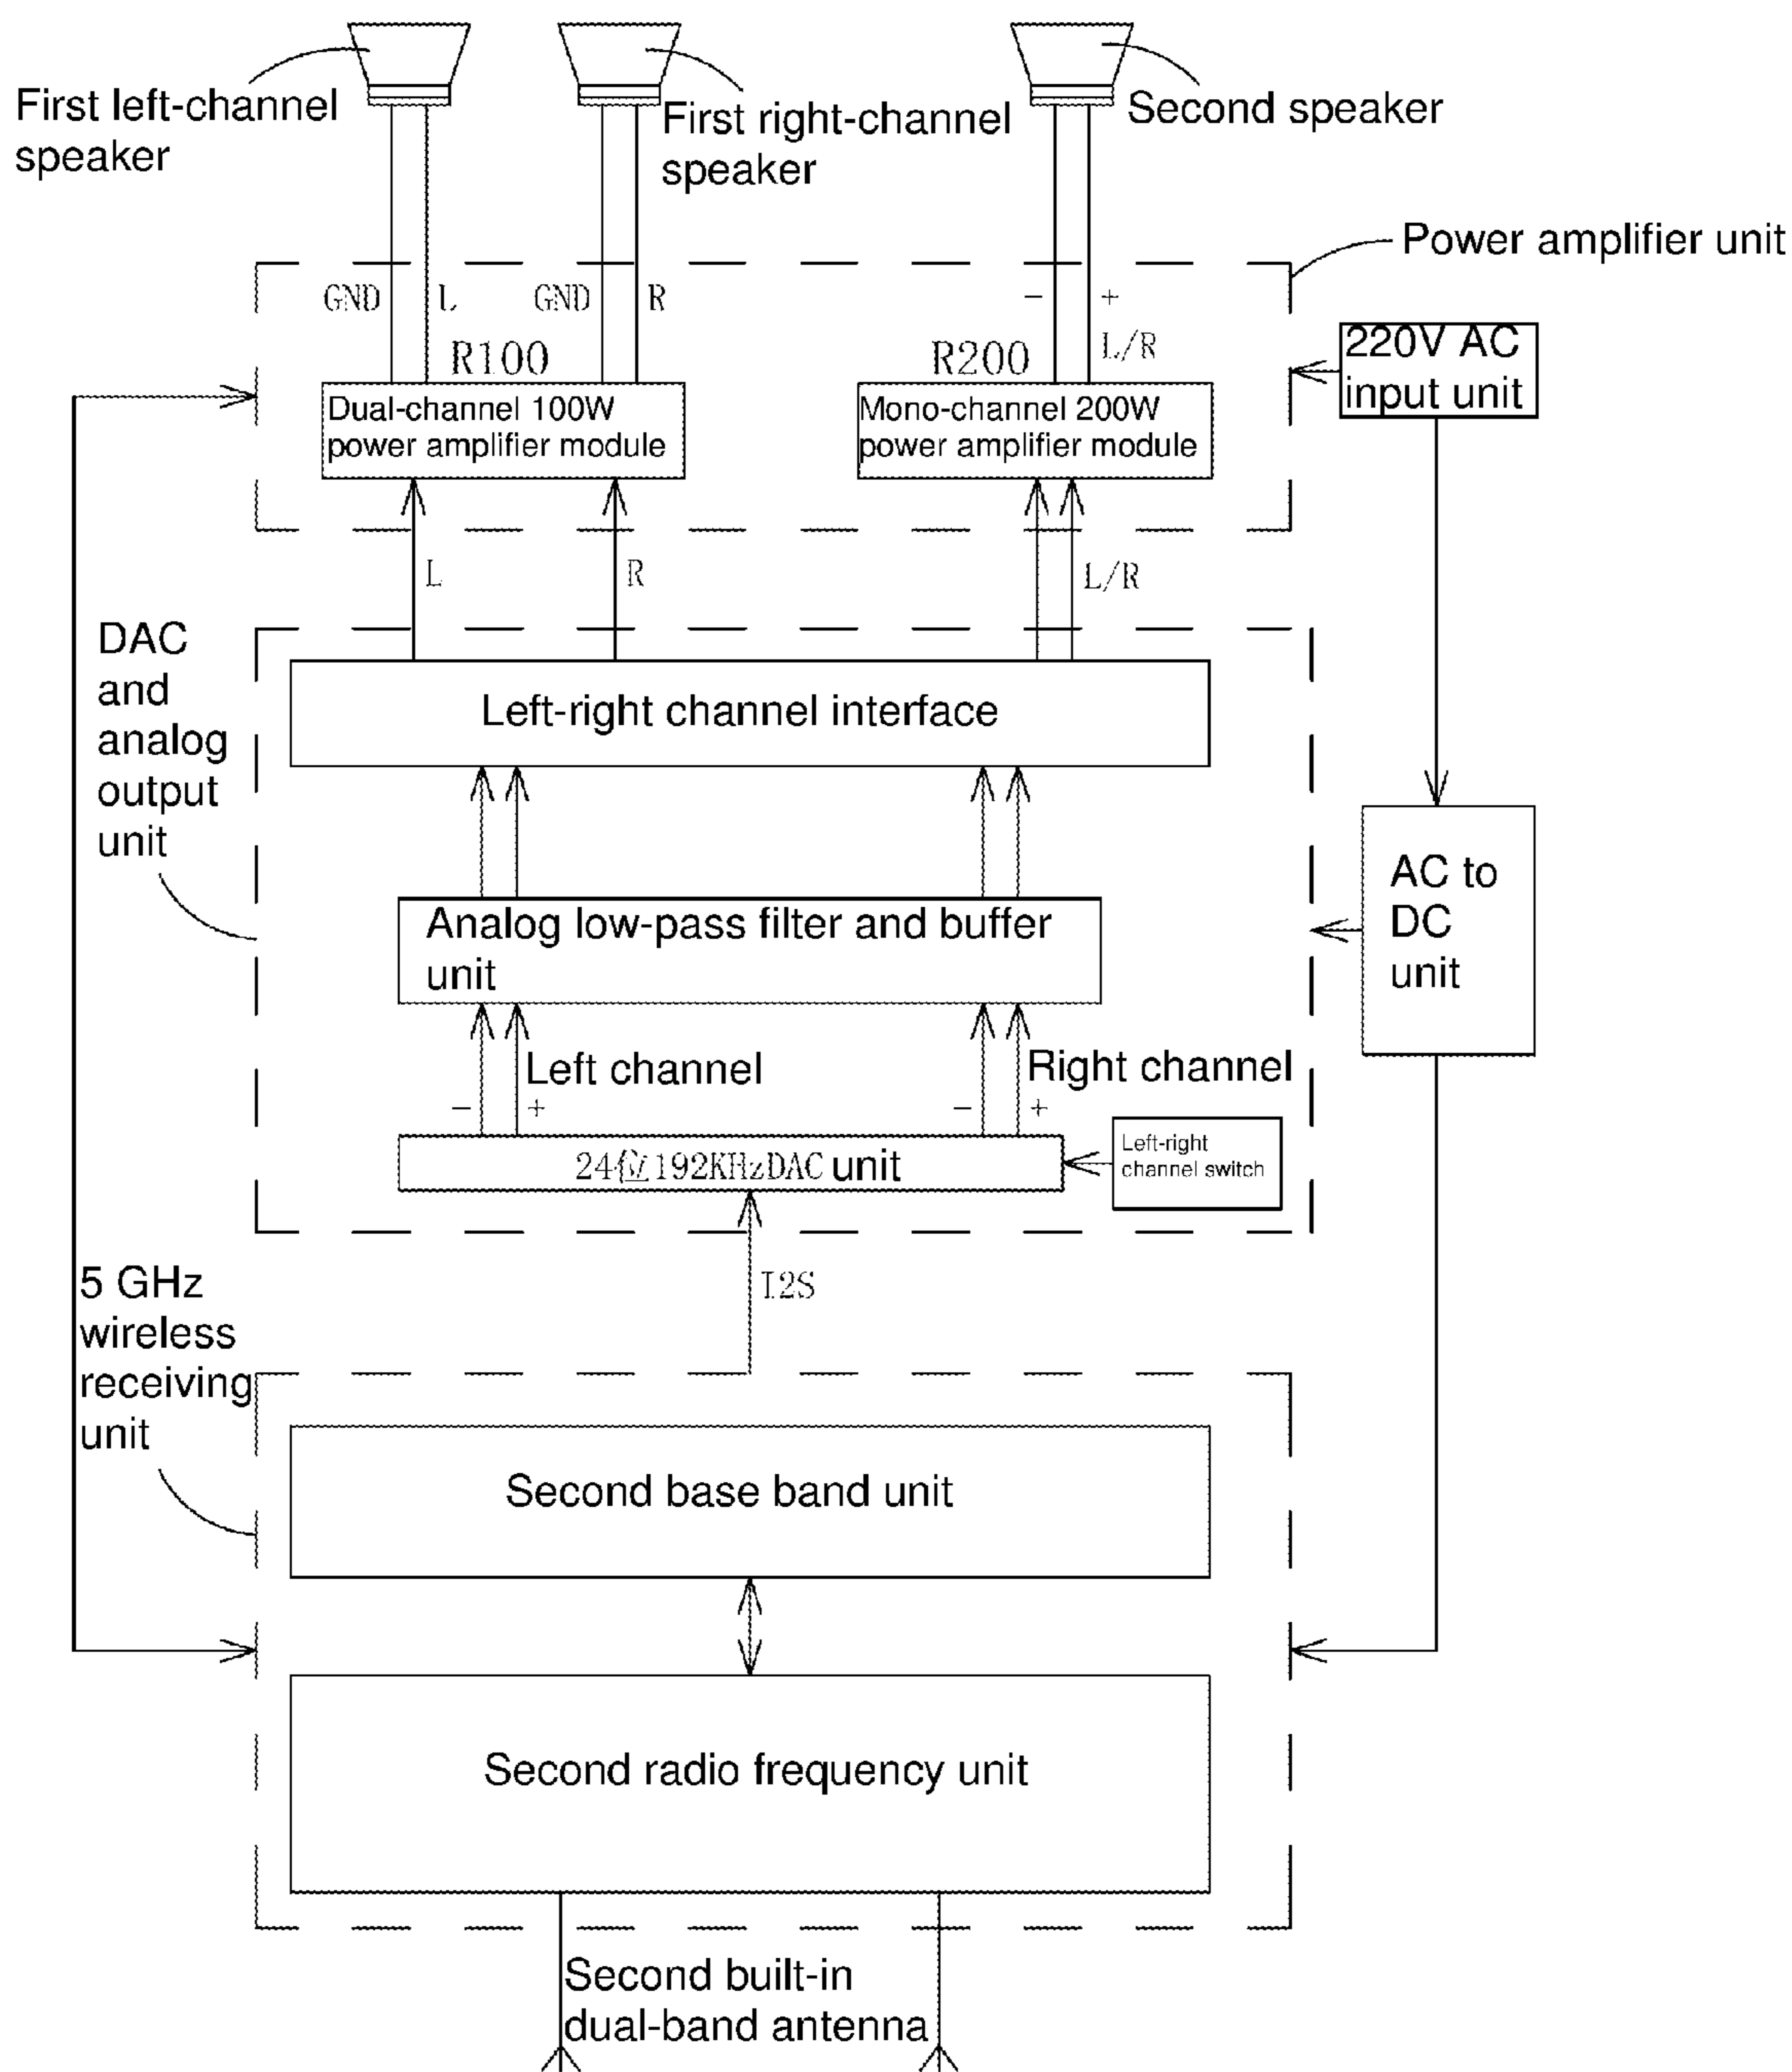 First left-channel
speaker
First right-channel
speaker
Second speaker
Power amplifier unit
GND
L
GND
R
-
+
L/R
R100
R200
220V AC
input unit
Dual-channel 100W
power amplifier module
Mono-channel 200W
power amplifier module
L
R
L/R
DAC
and
analog
output
unit
Left-right channel interface
AC to
DC
unit
Analog low-pass filter and buffer
unit
Left channel
Right channel
-
+
-
+
Left-right
channel switch
24位192KHzDAC unit
I2S
5 GHz
wireless
receiving
unit
Second base band unit
Second radio frequency unit
Second built-in
dual-band antenna